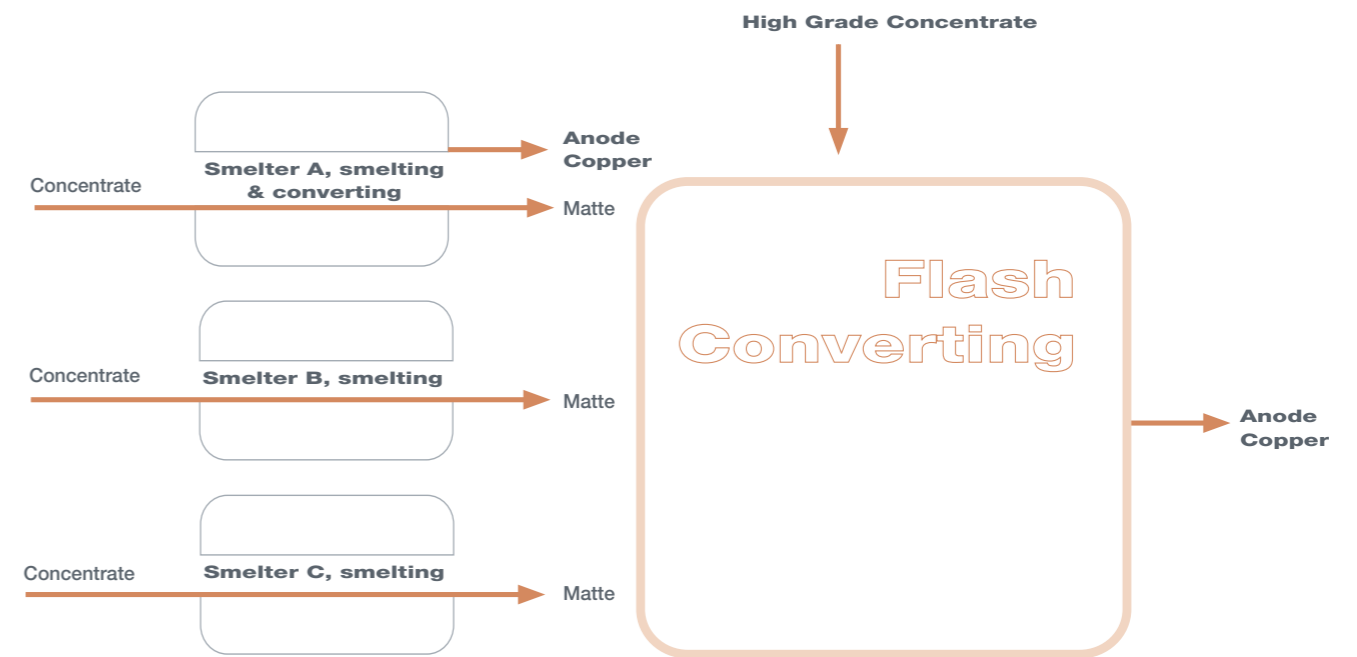 High Grade Concentrate
Anode
Copper
Smelter A, smelting
& converting
Concentrate
Matte
Flash
Converting
Concentrate
Smelter B, smelting
Matte
Anode
Copper
Concentrate
Smelter C, smelting
Matte